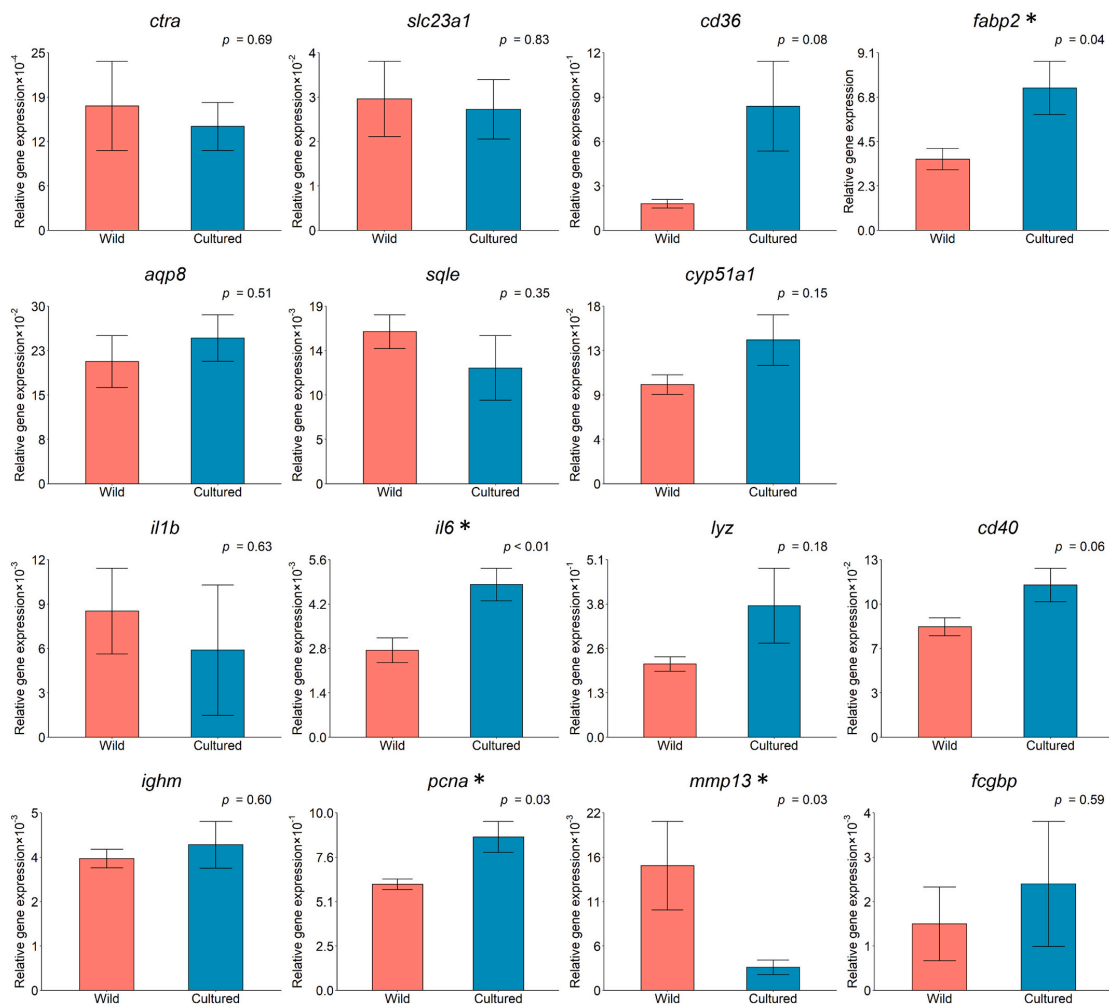 ctra
p = 0.69
Relative gene expression×10-4
25
19
12
6
0
Wild Cultured
slc23a1
p = 0.83
Relative gene expression×10-2
4
3
2
1
0
Wild Cultured
cd36
p = 0.08
Relative gene expression×10-1
12
9
6
3
0
Wild Cultured
fabp2 *
p = 0.04
Relative gene expression
9.1
6.8
4.5
2.3
0.0
Wild Cultured
aqp8
p = 0.51
Relative gene expression×10-2
30
23
15
8
0
Wild Cultured
sqle
p = 0.35
Relative gene expression×10-3
19
14
10
5
0
Wild Cultured
cyp51a1
p = 0.15
Relative gene expression×10-2
18
13
9
4
0
Wild Cultured
il1b
p = 0.63
Relative gene expression×10-3
12
9
6
3
0
Wild Cultured
il6 *
p < 0.01
Relative gene expression×10-3
5.6
4.2
2.8
1.4
0.0
Wild Cultured
lyz
p = 0.18
Relative gene expression×10-1
5.1
3.8
2.6
1.3
0.0
Wild Cultured
cd40
p = 0.06
Relative gene expression×10-2
13
10
7
3
0
Wild Cultured
ighm
p = 0.60
Relative gene expression×10-3
5
4
2
1
0
Wild Cultured
pcna *
p = 0.03
Relative gene expression×10-1
10.0
7.6
5.1
2.5
0.0
Wild Cultured
mmp13 *
p = 0.03
Relative gene expression×10-3
22
16
11
6
0
Wild Cultured
fcgbp
p = 0.59
Relative gene expression×10-3
4
3
2
1
0
Wild Cultured